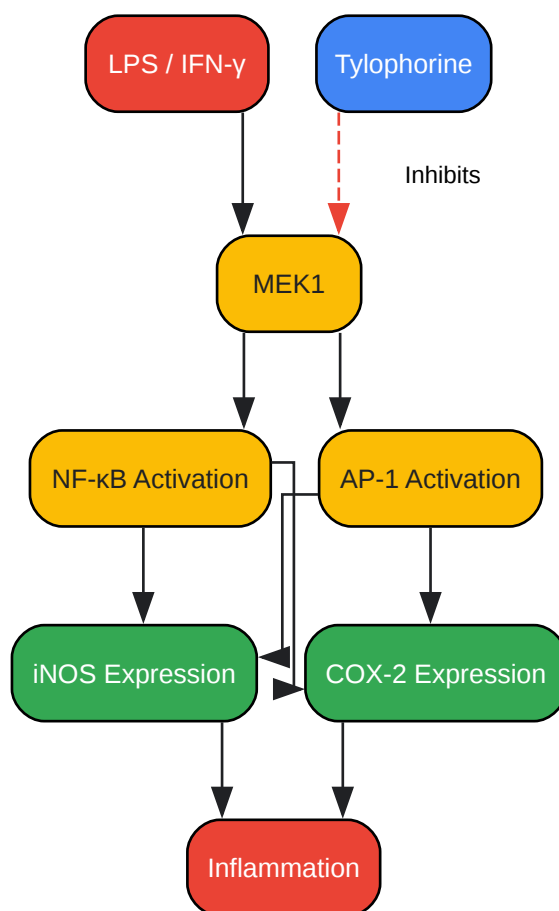 LPS / IFN-γ
Tylophorine
Inhibits
MEK1
NF-κB Activation
AP-1 Activation
iNOS Expression
COX-2 Expression
Inflammation